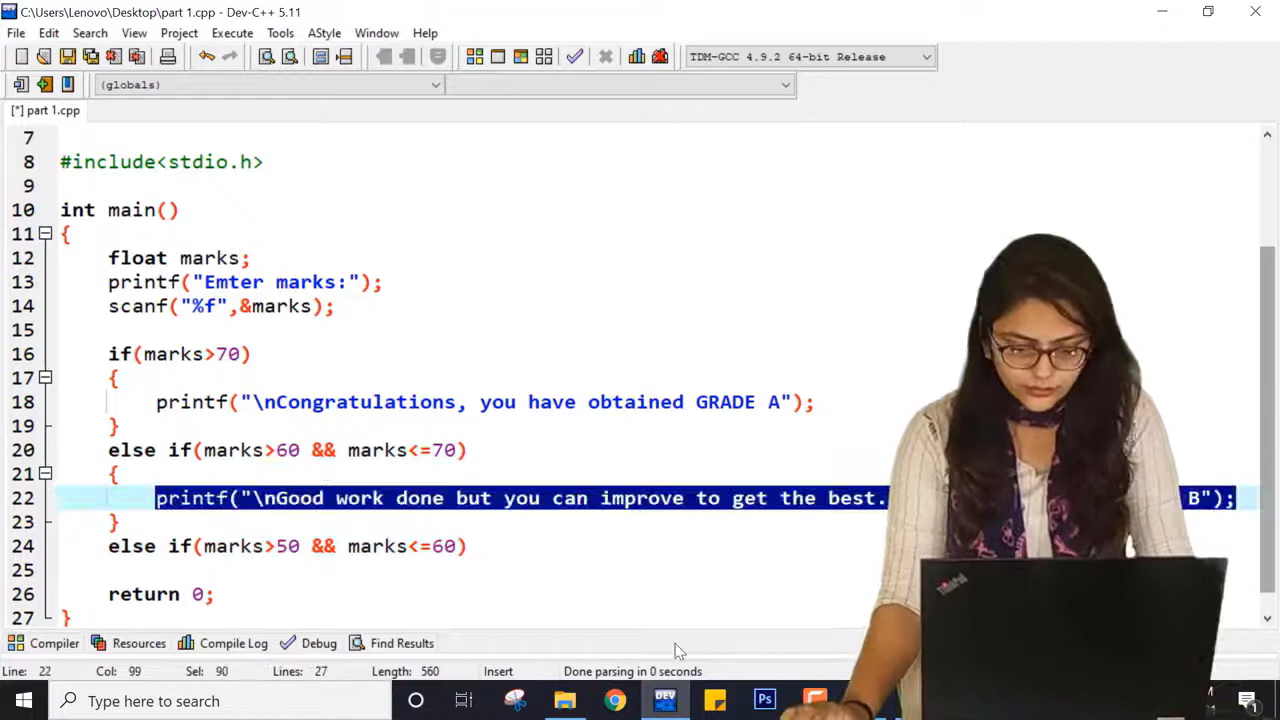 C:\Users\Lenovo\Desktop\part 1.cpp - Dev-C++ 5.11
File Edit Search View Project Execute Tools AStyle Window Help
TDM-GCC 4.9.2 64-bit Release
(globals)
[*] part 1.cpp
7
8 #include<stdio.h>
9
10 int main()
11 {
12 float marks;
13 printf("Emter marks:");
14 scanf("%f",&marks);
15
16 if(marks>70)
17 {
18 printf("\nCongratulations, you have obtained GRADE A");
19 }
20 else if(marks>60 && marks<=70)
21 {
22 printf("\nGood work done but you can improve to get the best. B");
23 }
24 else if(marks>50 && marks<=60)
25
26 return 0;
27 }
Compiler Resources Compile Log Debug Find Results
Line: 22 Col: 99 Sel: 90 Lines: 27 Length: 560 Insert Done parsing in 0 seconds
Type here to search
DEV
Ps
ThinkPad
1